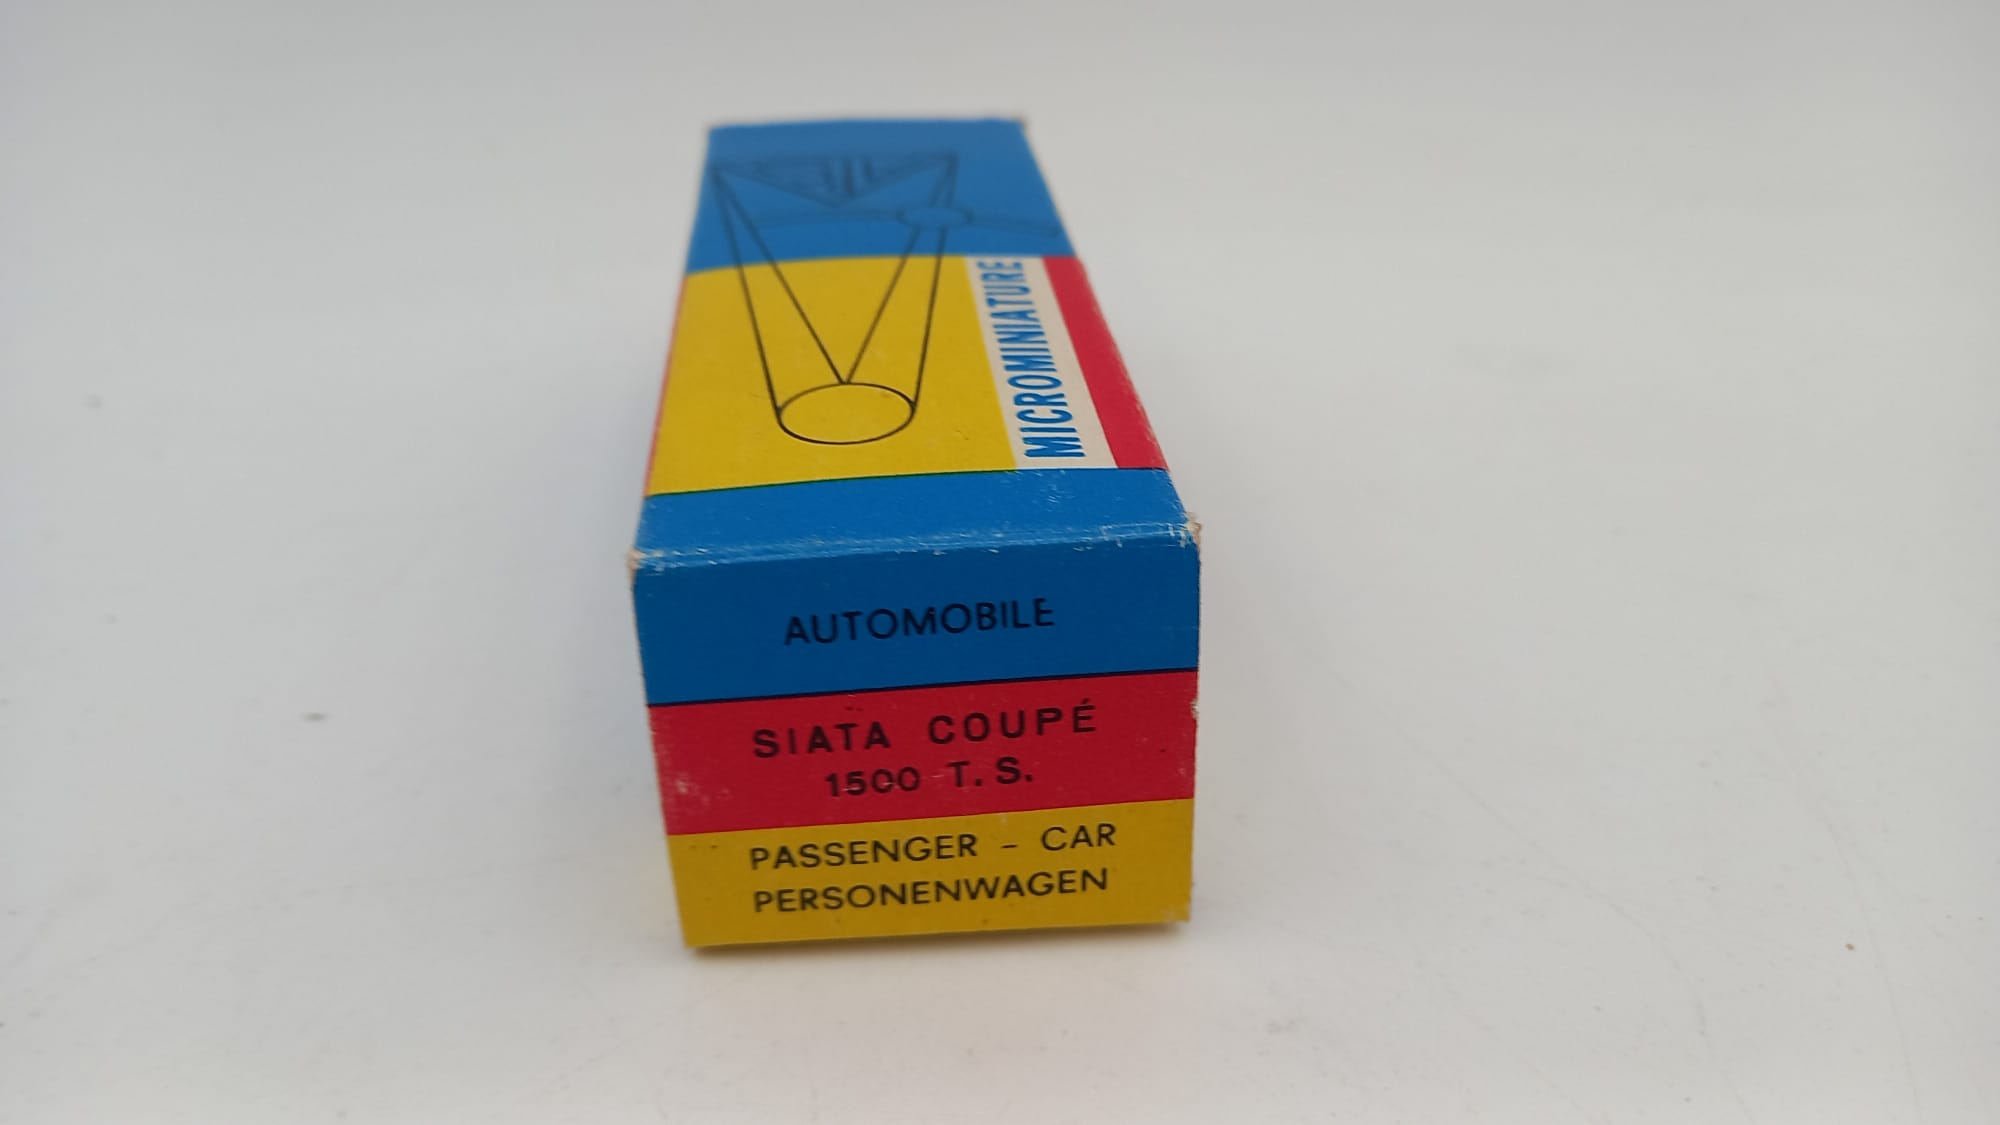 MICROMINIATURE
AUTOMOBILE
SIATA COUPÉ
1500 T. S.
PASSENGER - CAR
PERSONENWAGEN